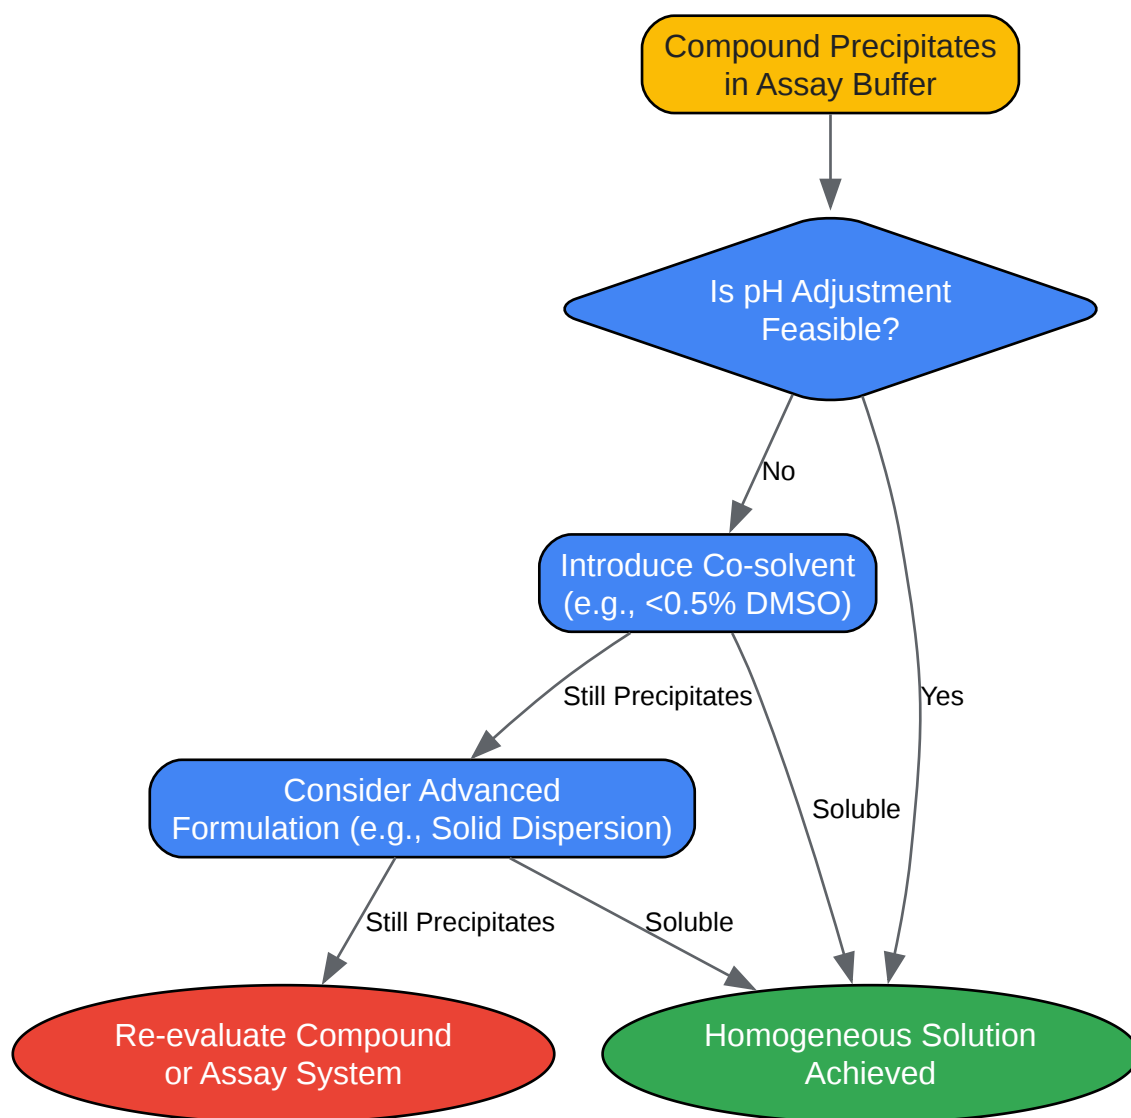 Compound Precipitates
in Assay Buffer
Is pH Adjustment
Feasible?
No
Introduce Co-solvent
(e.g., <0.5% DMSO)
Still Precipitates
Yes
Consider Advanced
Formulation (e.g., Solid Dispersion)
Soluble
Still Precipitates
Soluble
Re-evaluate Compound
or Assay System
Homogeneous Solution
Achieved